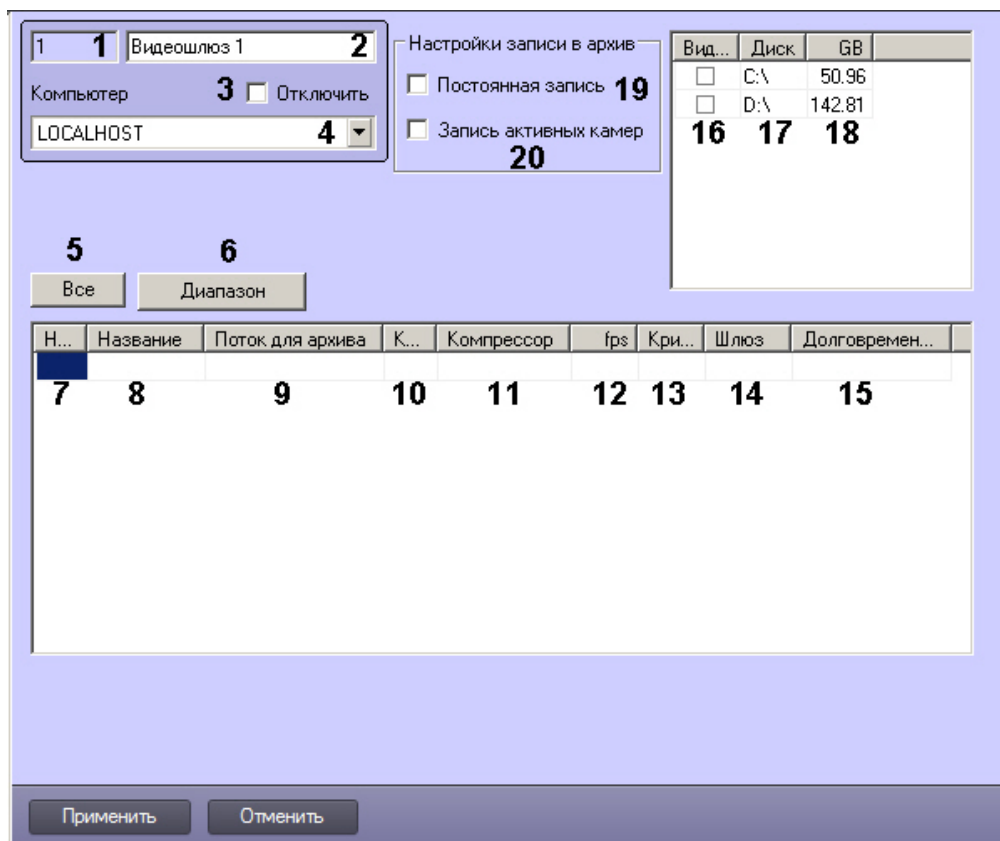 1 1 Видеошлюз 1 2
Компьютер 3 Отключить
LOCALHOST 4
Настройки записи в архив
Постоянная запись 19
Запись активных камер
20
Вид... Диск GB
C:\ 50.96
D:\ 142.81
16 17 18
5 6
Все Диапазон
Н... Название Поток для архива К... Компрессор fps Кри... Шлюз Долговремен...
7 8 9 10 11 12 13 14 15
Применить Отменить